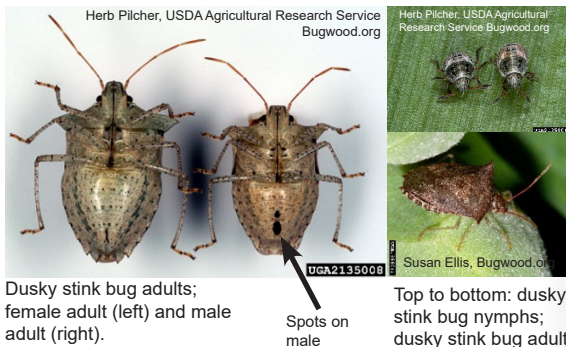 Herb Pilcher, USDA Agricultural Research Service
Bugwood.org
UGA2135008
Dusky stink bug adults;
female adult (left) and male
adult (right).
Spots on
male
Herb Pilcher, USDA Agricultural
Research Service Bugwood.org
Susan Ellis, Bugwood.org
Top to bottom: dusky
stink bug nymphs;
dusky stink bug adult